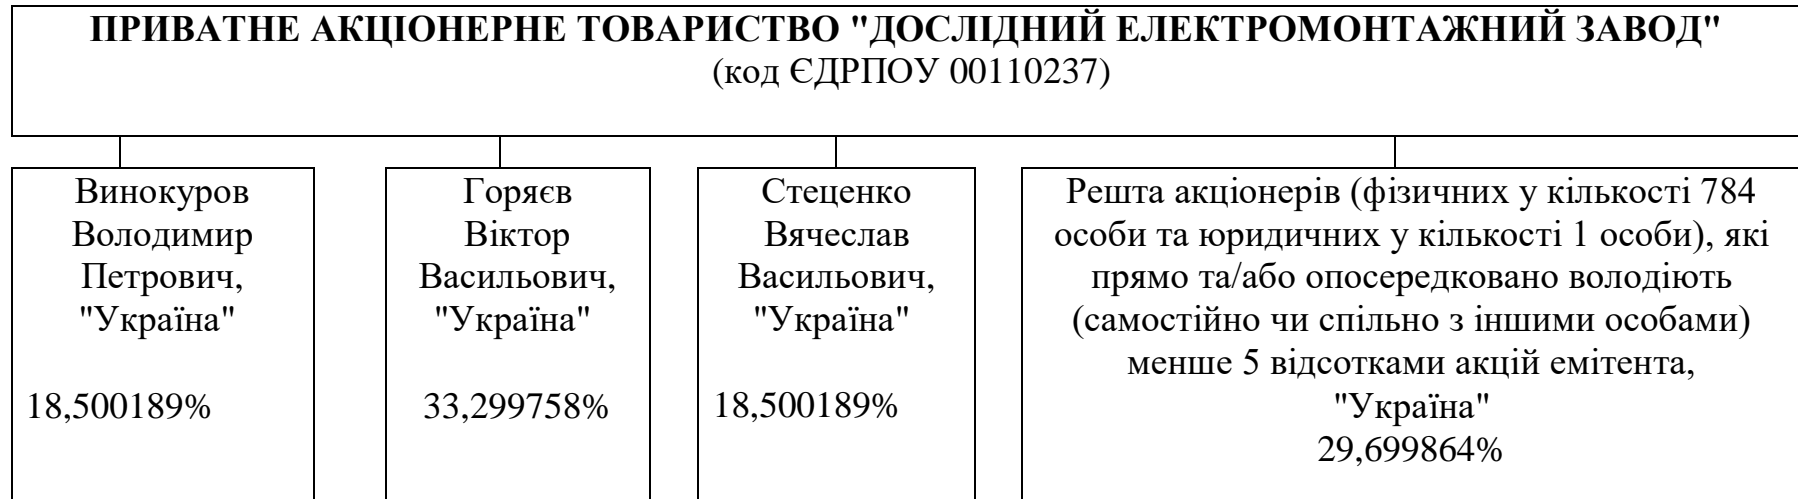 ПРИВАТНЕ АКЦІОНЕРНЕ ТОВАРИСТВО "ДОСЛІДНИЙ ЕЛЕКТРОМОНТАЖНИЙ ЗАВОД"
(код ЄДРПОУ 00110237)
Винокуров
Володимир
Петрович,
"Україна"
18,500189%
Горяєв
Віктор
Васильович,
"Україна"
33,299758%
Стеценко
Вячеслав
Васильович,
"Україна"
18,500189%
Решта акціонерів (фізичних у кількості 784
особи та юридичних у кількості 1 особи), які
прямо та/або опосередковано володіють
(самостійно чи спільно з іншими особами)
менше 5 відсотками акцій емітента,
"Україна"
29,699864%